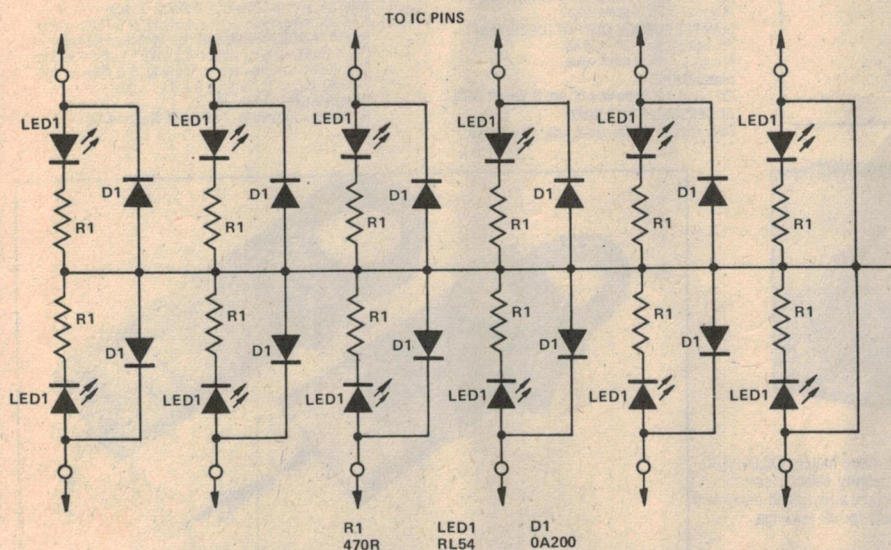 TO IC PINS
LED1 LED1 LED1 LED1 LED1 LED1
D1 D1 D1 D1 D1
R1 R1 R1 R1 R1 R1
R1 R1 R1 R1 R1 R1
D1 D1 D1 D1 D1
LED1 LED1 LED1 LED1 LED1 LED1
R1 LED1 D1
470R RL54 0A200